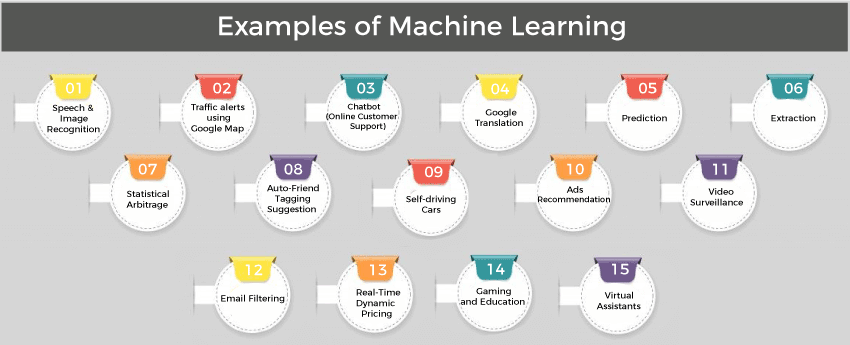 Examples of Machine Learning
01
Speech &
Image
Recognition
02
Traffic alerts
using
Google Map
03
Chatbot
(Online Customer
Support)
04
Google
Translation
05
Prediction
06
Extraction
07
Statistical
Arbitrage
08
Auto-Friend
Tagging
Suggestion
09
Self-driving
Cars
10
Ads
Recommendation
11
Video
Surveillance
12
Email Filtering
13
Real-Time
Dynamic
Pricing
14
Gaming
and Education
15
Virtual
Assistants